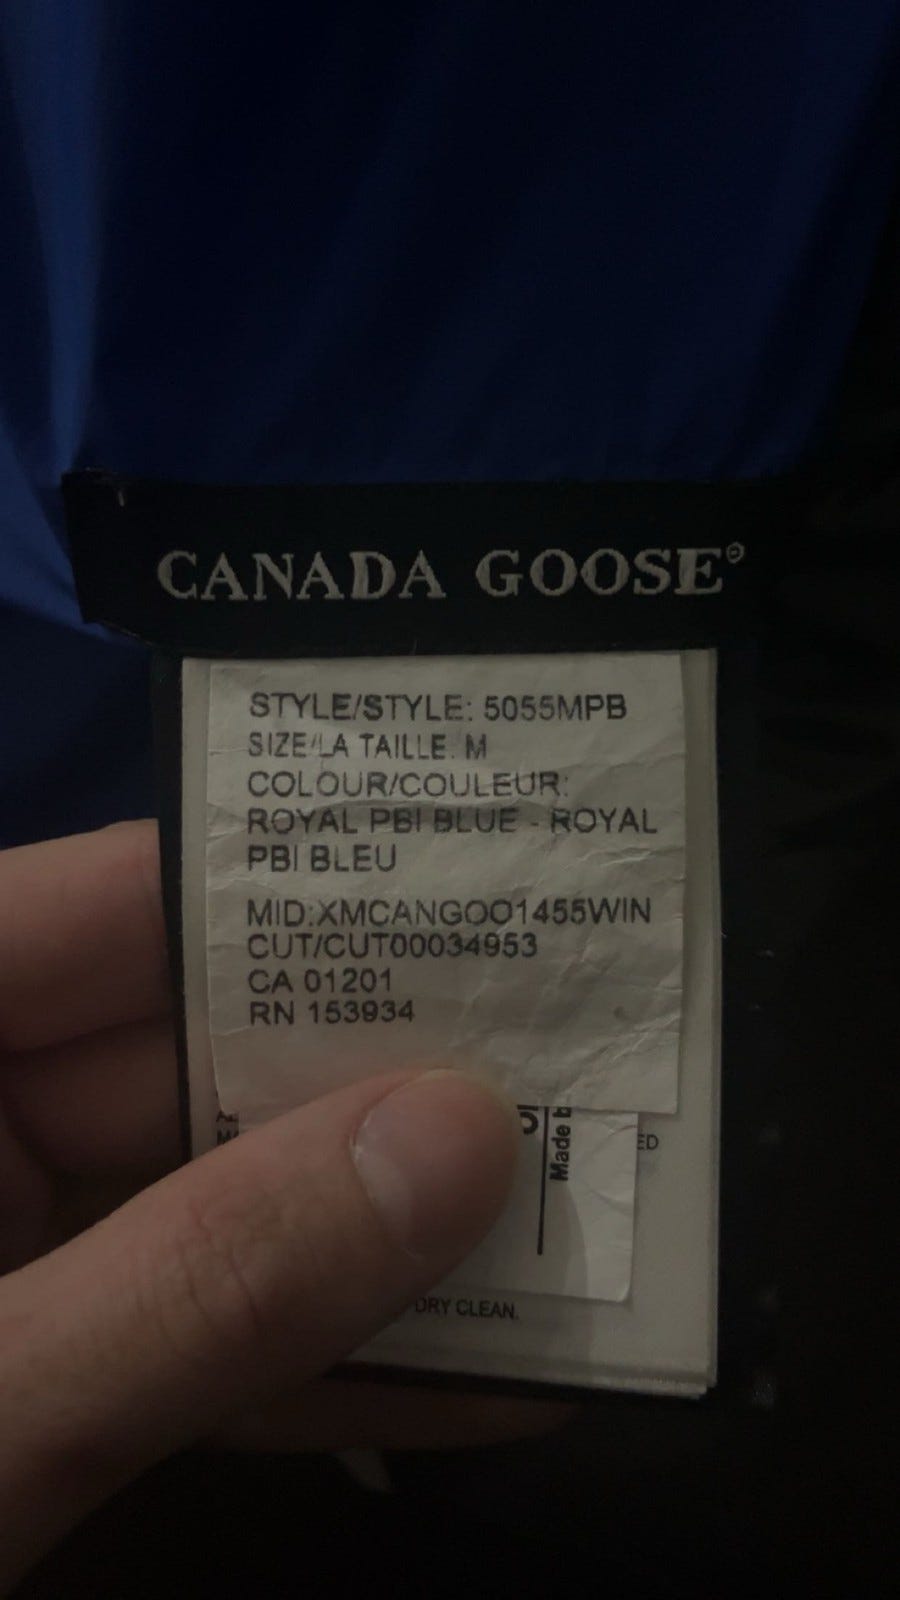 CANADA GOOSE®
STYLE/STYLE: 5055MPB
SIZE/LA TAILLE: M
COLOUR/COULEUR:
ROYAL PBI BLUE - ROYAL
PBI BLEU
MID:XMCANGOO1455WIN
CUT/CUT00034953
CA 01201
RN 153934
Made
DRY CLEAN.